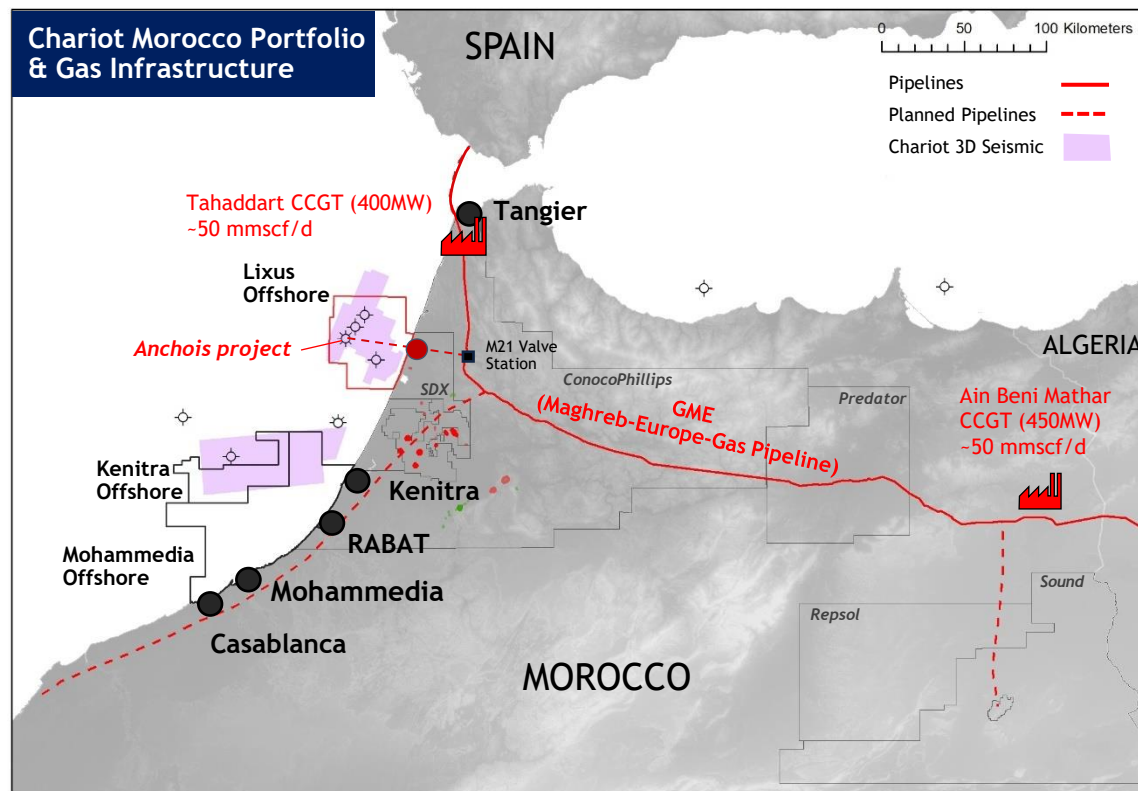 Chariot Morocco Portfolio
& Gas Infrastructure
SPAIN
0 50 100 Kilometers
Pipelines
Planned Pipelines
Chariot 3D Seismic
Tahaddart CCGT (400MW)
~50 mmscf/d
Tangier
Lixus
Offshore
Anchois project
M21 Valve
Station
ALGERIA
SDX
ConocoPhillips
Predator
GME
(Maghreb-Europe-Gas Pipeline)
Ain Beni Mathar
CCGT (450MW)
~50 mmscf/d
Kenitra
Offshore
Kenitra
RABAT
Mohammedia
Offshore
Mohammedia
Casablanca
Sound
Repsol
MOROCCO